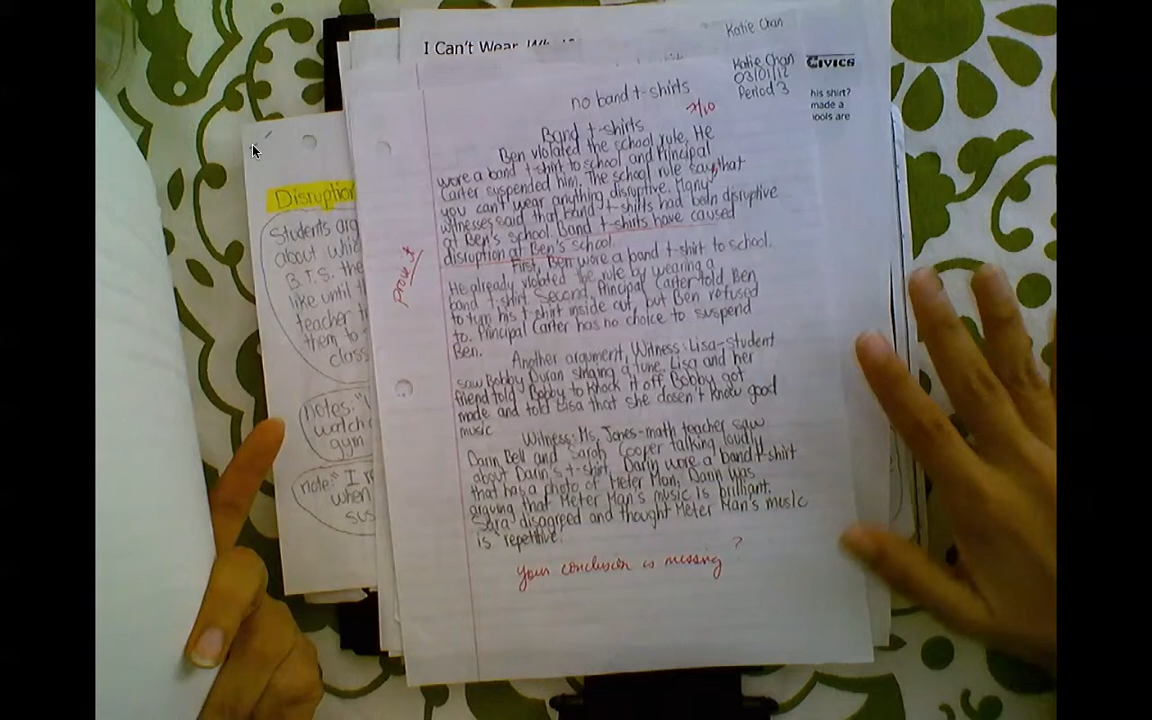 I Can't Wear
Katie Chan
Katie Chan
03/01/12
Period 3
Civics
his shirt?
made a
ools are
no band t-shirts
7/10
Band t-shirts
Ben violated the school rule. He
wore a band t-shirt to school and Principal
Carter suspended him. The school rule say that
you can't wear anything disruptive. Many
witnesses said that band t-shirts had been disruptive
at Ben's school Band t-shirts have caused
disruption at Ben's school.
First, Ben wore a band t-shirt to school.
He already violated the rule by wearing a
band t-shirt. Second, Principal Carter told Ben
to turn his t-shirt inside out, but Ben refused
to. Principal Carter has no choice to suspend
Ben.
Another argument, Witness: Lisa-student
saw Bobby Duran singing a tune. Lisa and her
friend told Bobby to knock it off Bobby got
made and told Lisa that she dosen't know good
music
Witness: Ms. Jones-math teacher saw
Darin Bell and Sarah Cooper talking loudly
about Darin's t-shirt. Darin wore a band t-shirt
that has a photo of Meter Man. Darin was
arguing that Meter Man's music is brilliant.
Sara disagreed and thought Meter Man's music
is "repetitive."
?
Your conclusion is missing
prove it
Disruption
Students arg
about whi
B.T.S. the
like until t
teacher t
them to
class
notes: "
watch
gym
note: "I r
when
sus